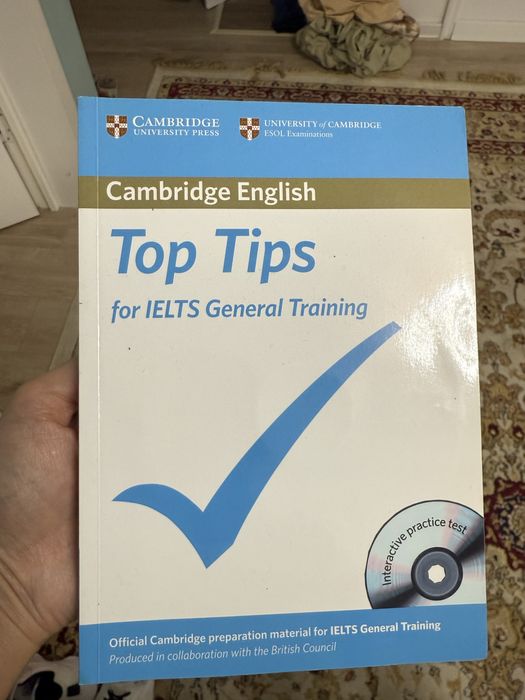 CAMBRIDGE
UNIVERSITY PRESS
UNIVERSITY of CAMBRIDGE
ESOL Examinations
Cambridge English
Top Tips
for IELTS General Training
Interactive practice test
Official Cambridge preparation material for IELTS General Training
Produced in collaboration with the British Council